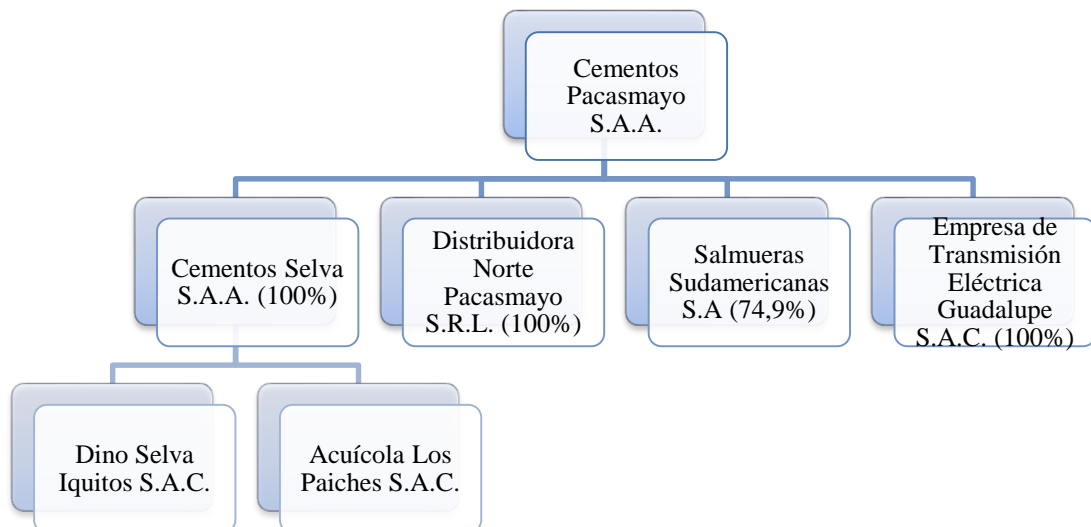 Cementos
Pacasmayo
S.A.A.
Cementos Selva
S.A.A. (100%)
Distribuidora
Norte
Pacasmayo
S.R.L. (100%)
Salmueras
Sudamericanas
S.A (74,9%)
Empresa de
Transmisión
Eléctrica
Guadalupe
S.A.C. (100%)
Dino Selva
Iquitos S.A.C.
Acuícola Los
Paiches S.A.C.